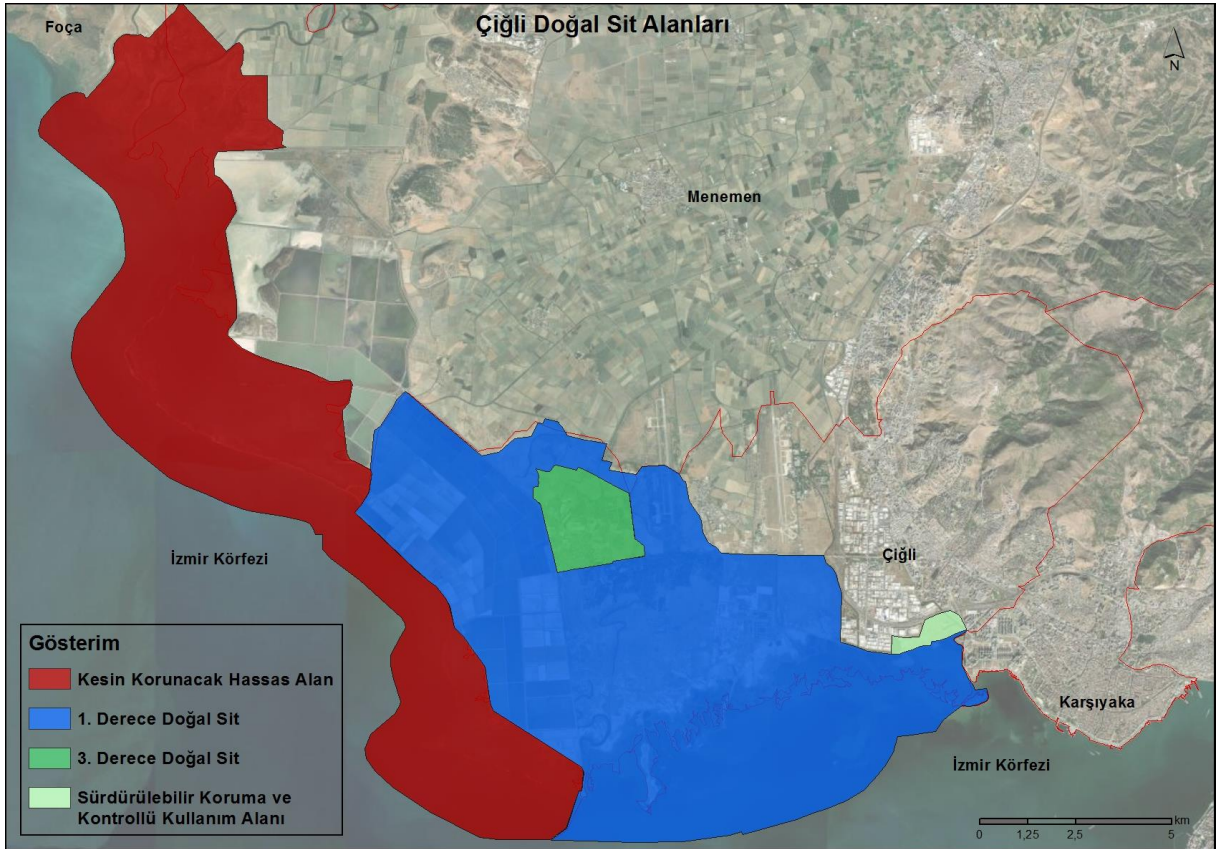 Çiğli Doğal Sit Alanları
Foça
N
Menemen
Çiğli
İzmir Körfezi
Karşıyaka
İzmir Körfezi
Gösterim
Kesin Korunacak Hassas Alan
1. Derece Doğal Sit
3. Derece Doğal Sit
Sürdürülebilir Koruma ve
Kontrollü Kullanım Alanı
km
0 1,25 2,5 5